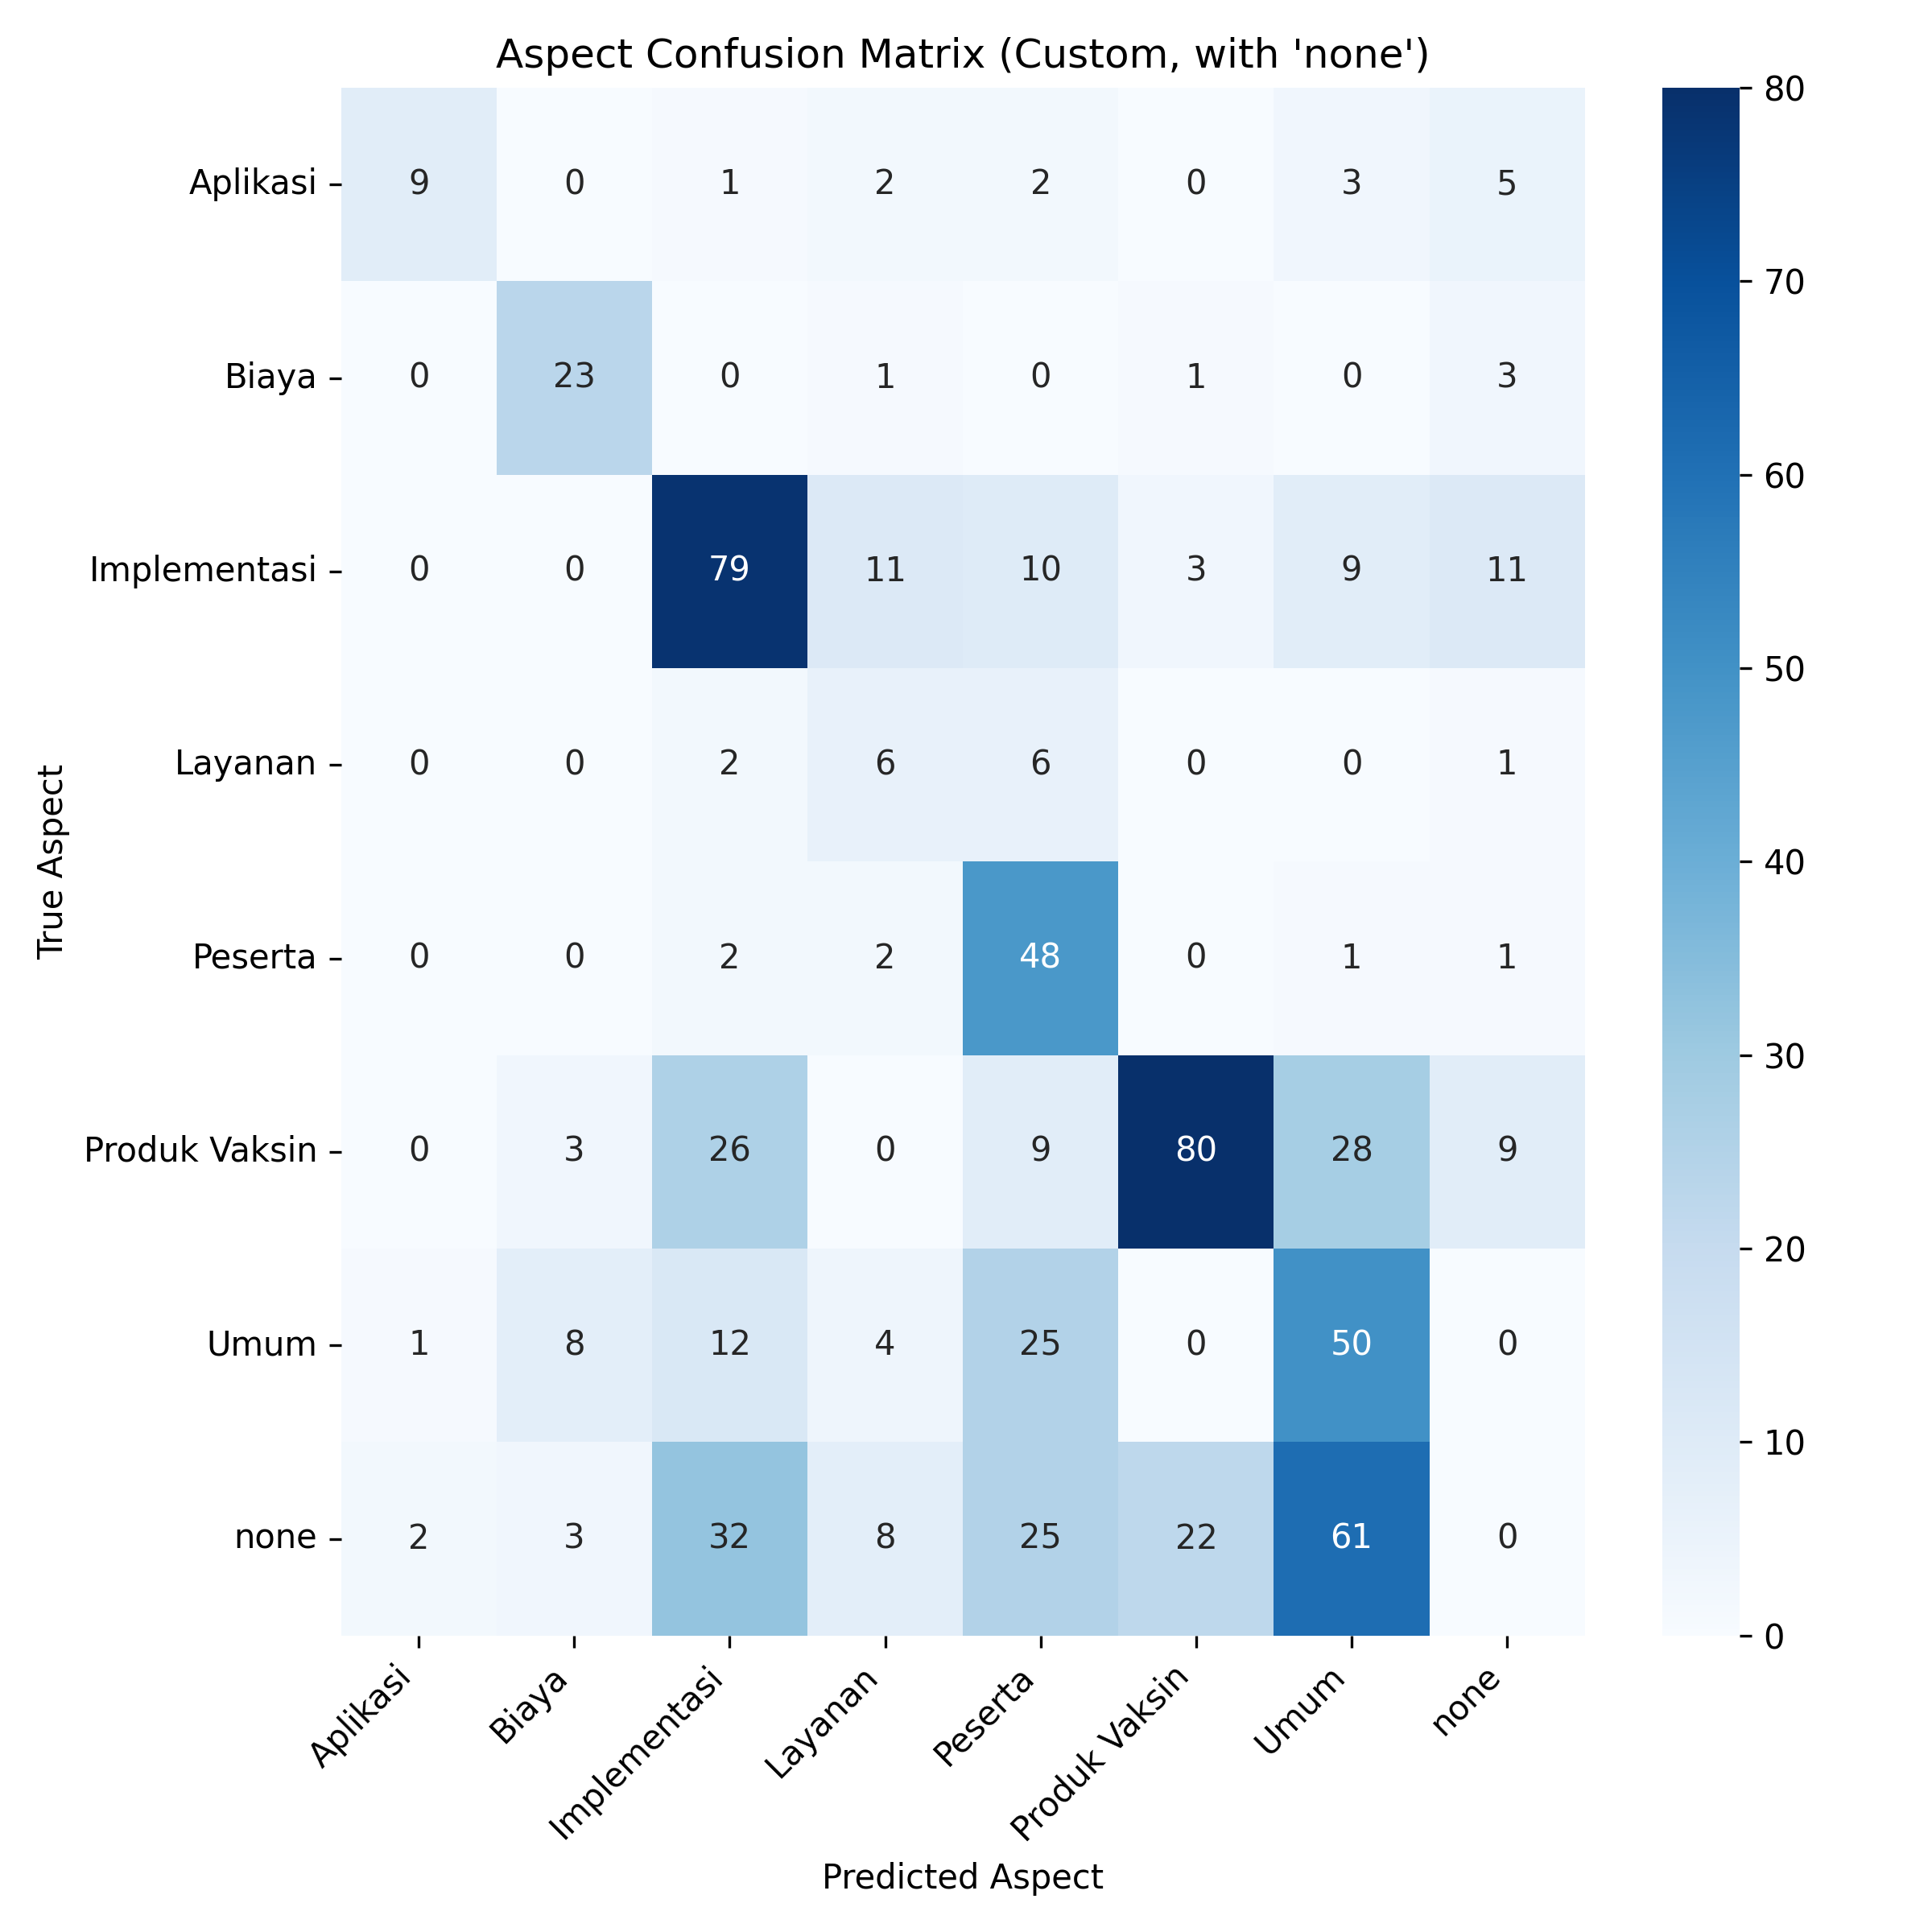 Aspect Confusion Matrix (Custom, with 'none')
True Aspect
Aplikasi 9 0 1 2 2 0 3 5
Biaya 0 23 0 1 0 1 0 3
Implementasi 0 0 79 11 10 3 9 11
Layanan 0 0 2 6 6 0 0 1
Peserta 0 0 2 2 48 0 1 1
Produk Vaksin 0 3 26 0 9 80 28 9
Umum 1 8 12 4 25 0 50 0
none 2 3 32 8 25 22 61 0
Aplikasi Biaya Implementasi Layanan Peserta Produk Vaksin Umum none
Predicted Aspect
80
70
60
50
40
30
20
10
0